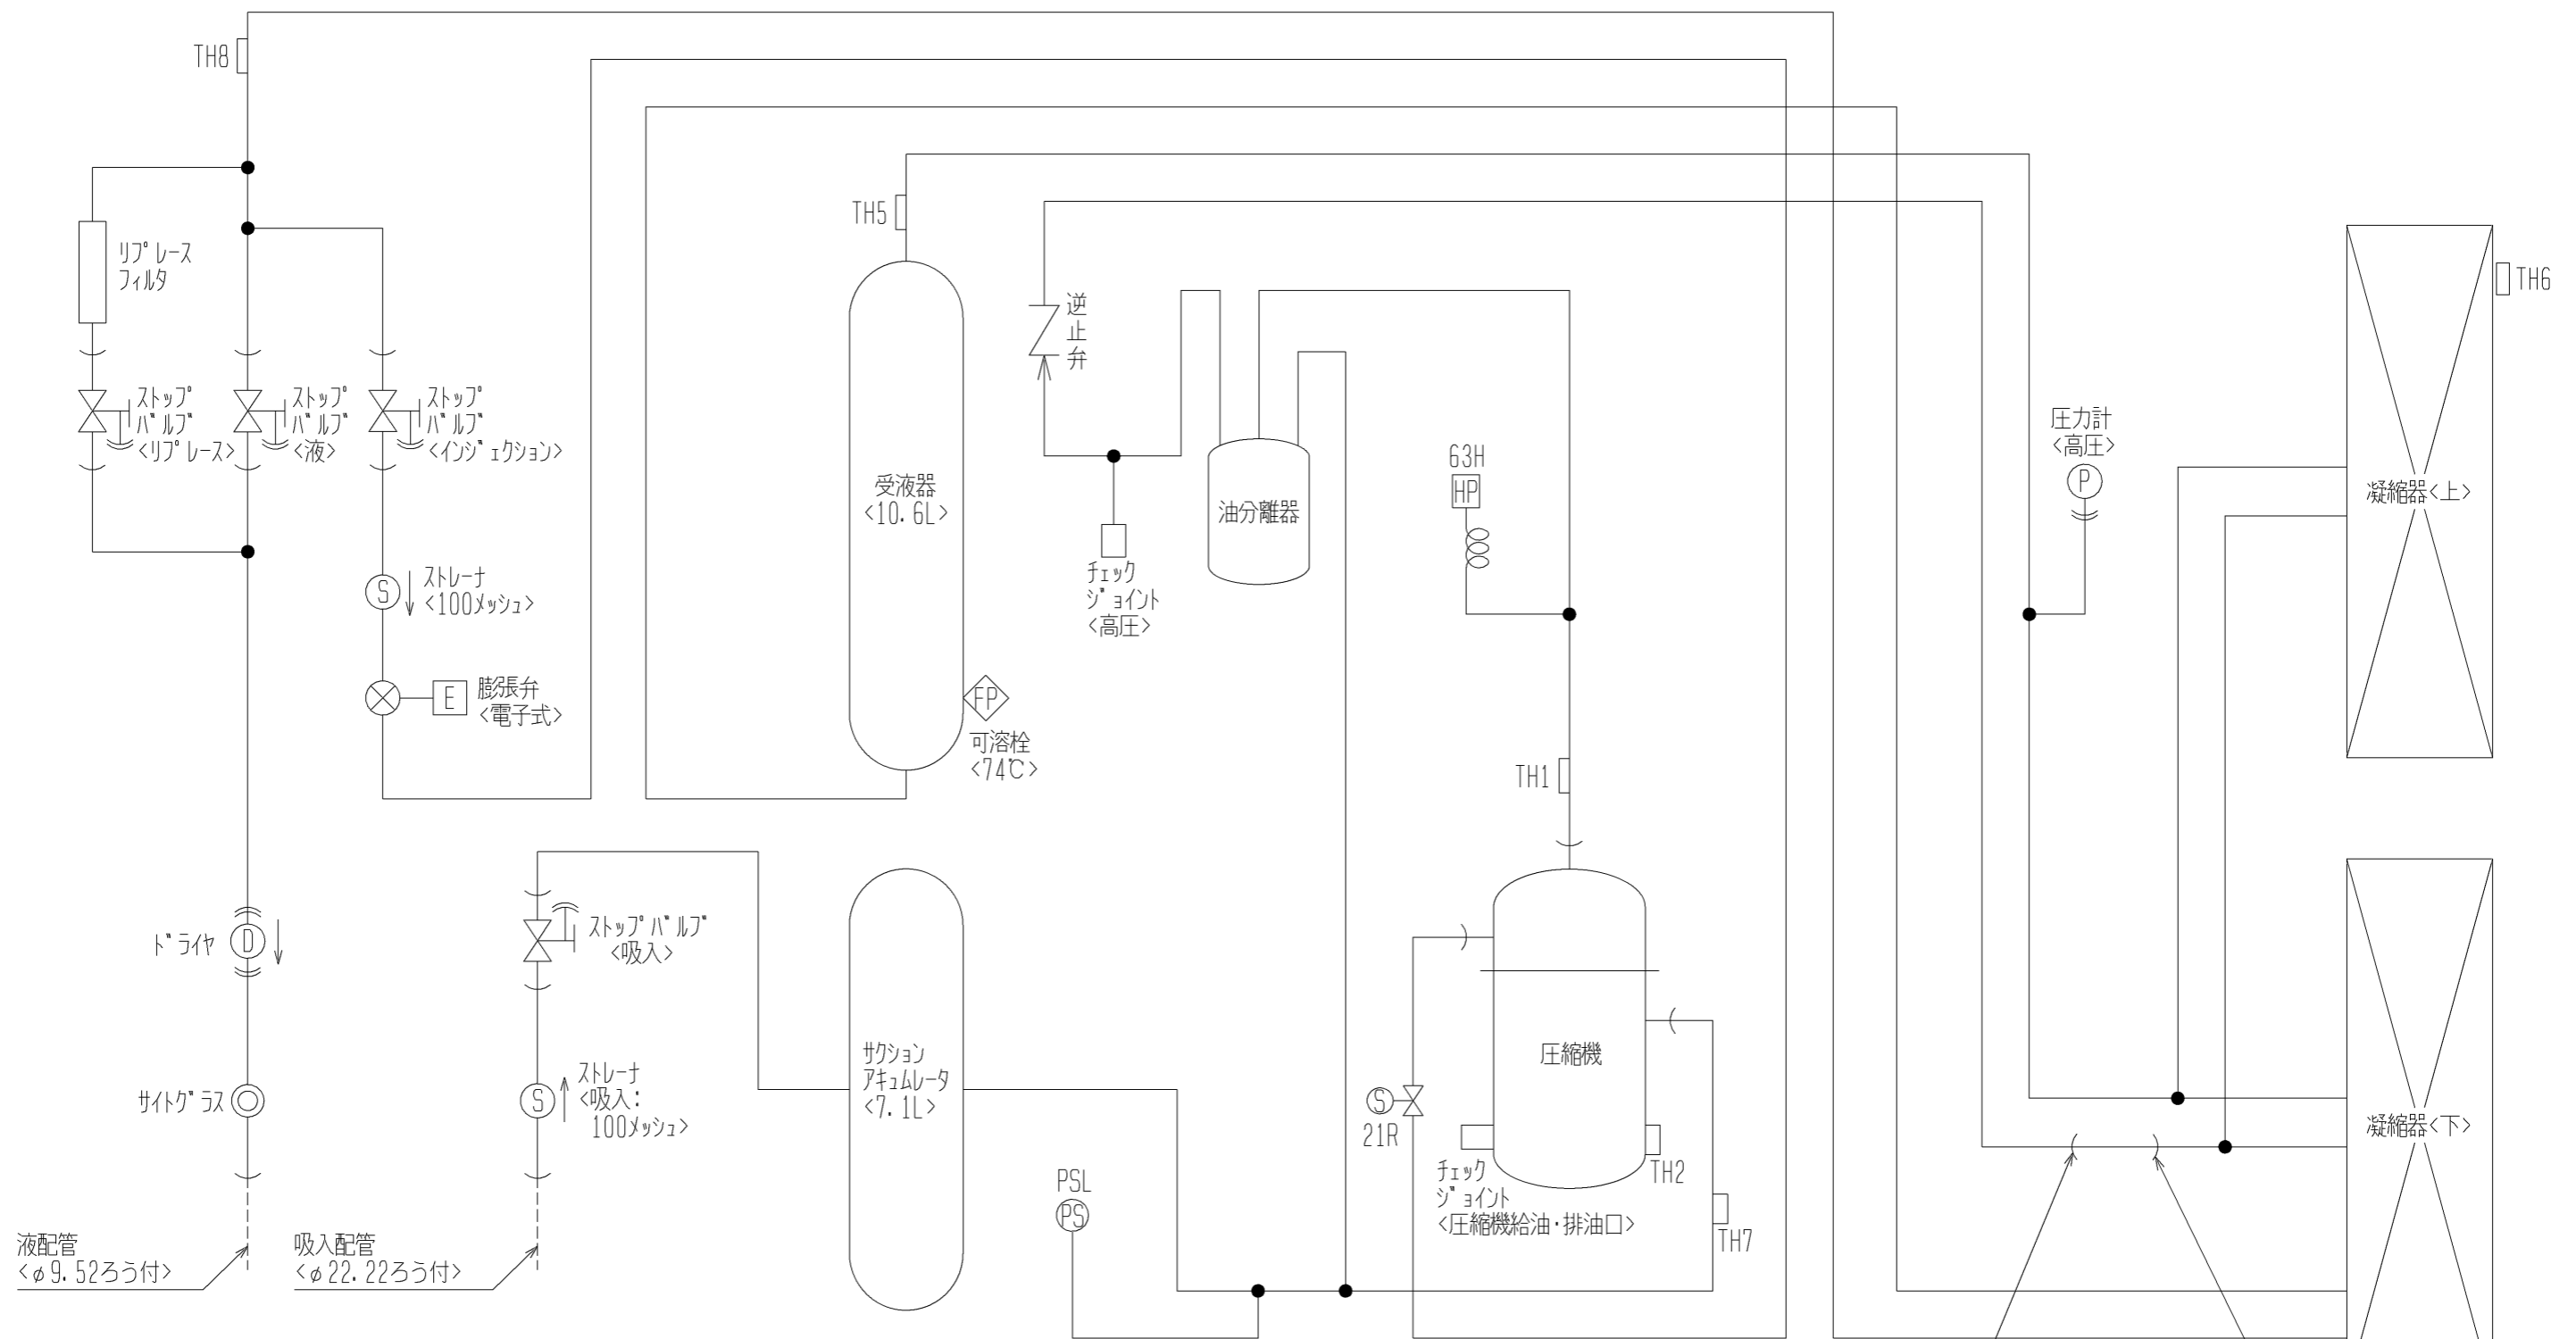 TH8
リプレース
フィルタ
ストップ
バルブ
<リプレース>
ストップ
バルブ
<液>
ストップ
バルブ
<インジェクション>
S
ストレーナ
<100メッシュ>
E
膨張弁
<電子式>
ドライヤ
D
サイトグラス
液配管
<φ9.52ろう付>
ストップバルブ
<吸入>
S
ストレーナ
<吸入:
100メッシュ>
吸入配管
<φ22.22ろう付>
TH5
受液器
<10.6L>
FP
可溶栓
<74℃>
サクション
アキュムレータ
<7.1L>
逆
止
弁
チェック
ジョイント
<高圧>
油分離器
63H
HP
TH1
圧縮機
S
21R
チェック
ジョイント
<圧縮機給油・排油口>
TH2
TH7
PSL
PS
圧力計
<高圧>
P
凝縮器<上>
TH6
凝縮器<下>